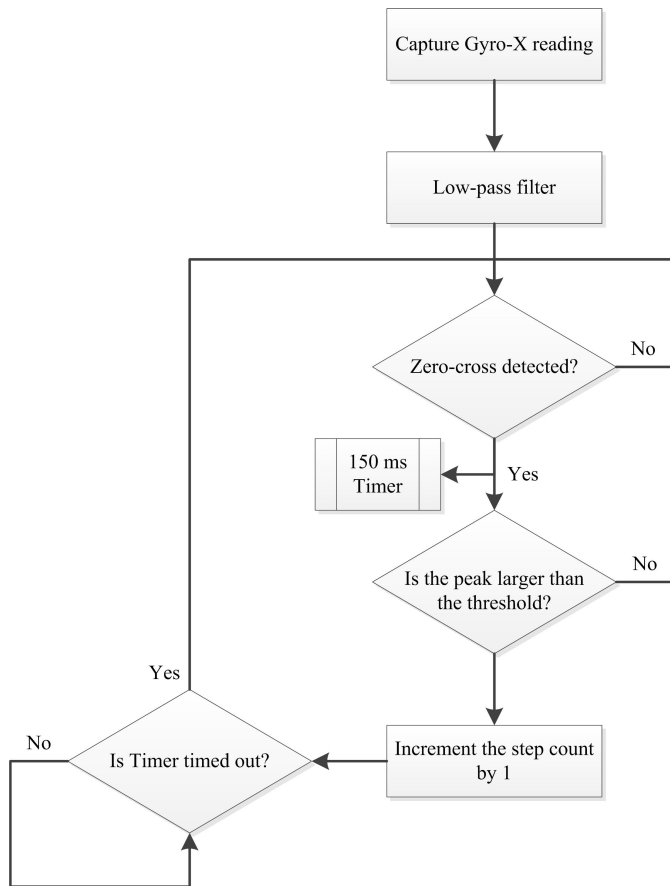 Capture Gyro-X reading
Low-pass filter
Zero-cross detected?
No
150 ms
Timer
Yes
Is the peak larger than
the threshold?
No
Yes
No
Is Timer timed out?
Increment the step count
by 1